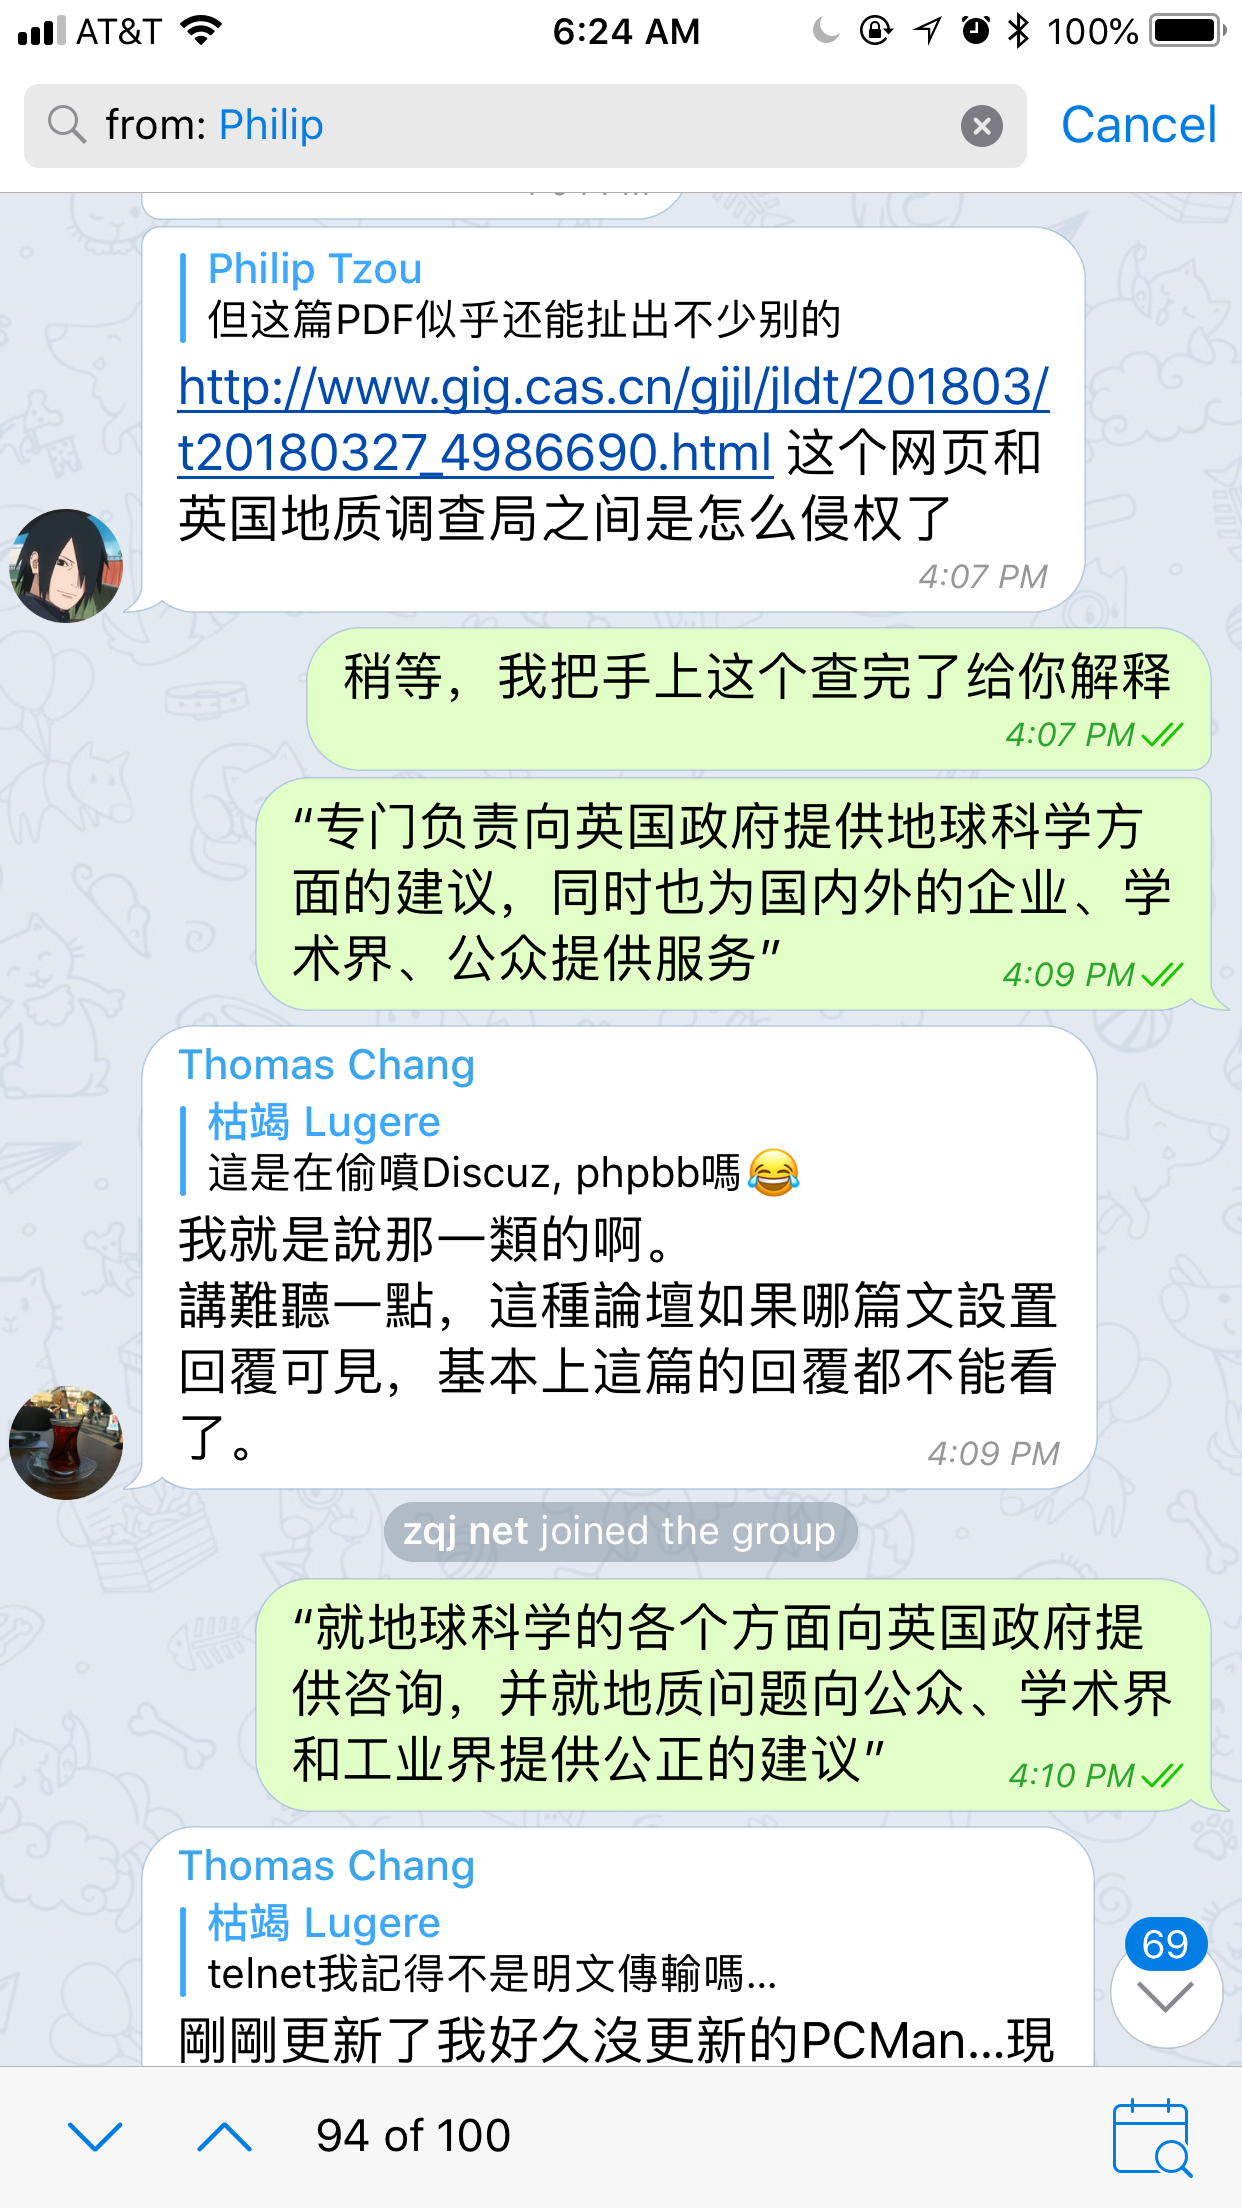 AT&T 6:24 AM 100%
from: Philip Cancel
Philip Tzou
但这篇PDF似乎还能扯出不少别的
http://www.gig.cas.cn/gjjl/jldt/201803/
t20180327_4986690.html 这个网页和
英国地质调查局之间是怎么侵权了
4:07 PM
稍等，我把手上这个查完了给你解释
4:07 PM
“专门负责向英国政府提供地球科学方
面的建议，同时也为国内外的企业、学
术界、公众提供服务”
4:09 PM
Thomas Chang
枯竭 Lugere
這是在偷噴Discuz, phpbb嗎😂
我就是說那一類的啊。
講難聽一點，這種論壇如果哪篇文設置
回覆可見，基本上這篇的回覆都不能看
了。
4:09 PM
zqj net joined the group
“就地球科学的各个方面向英国政府提
供咨询，并就地质问题向公众、学术界
和工业界提供公正的建议”
4:10 PM
Thomas Chang
枯竭 Lugere
telnet我記得不是明文傳輸嗎...
69
剛剛更新了我好久沒更新的PCMan...現
94 of 100